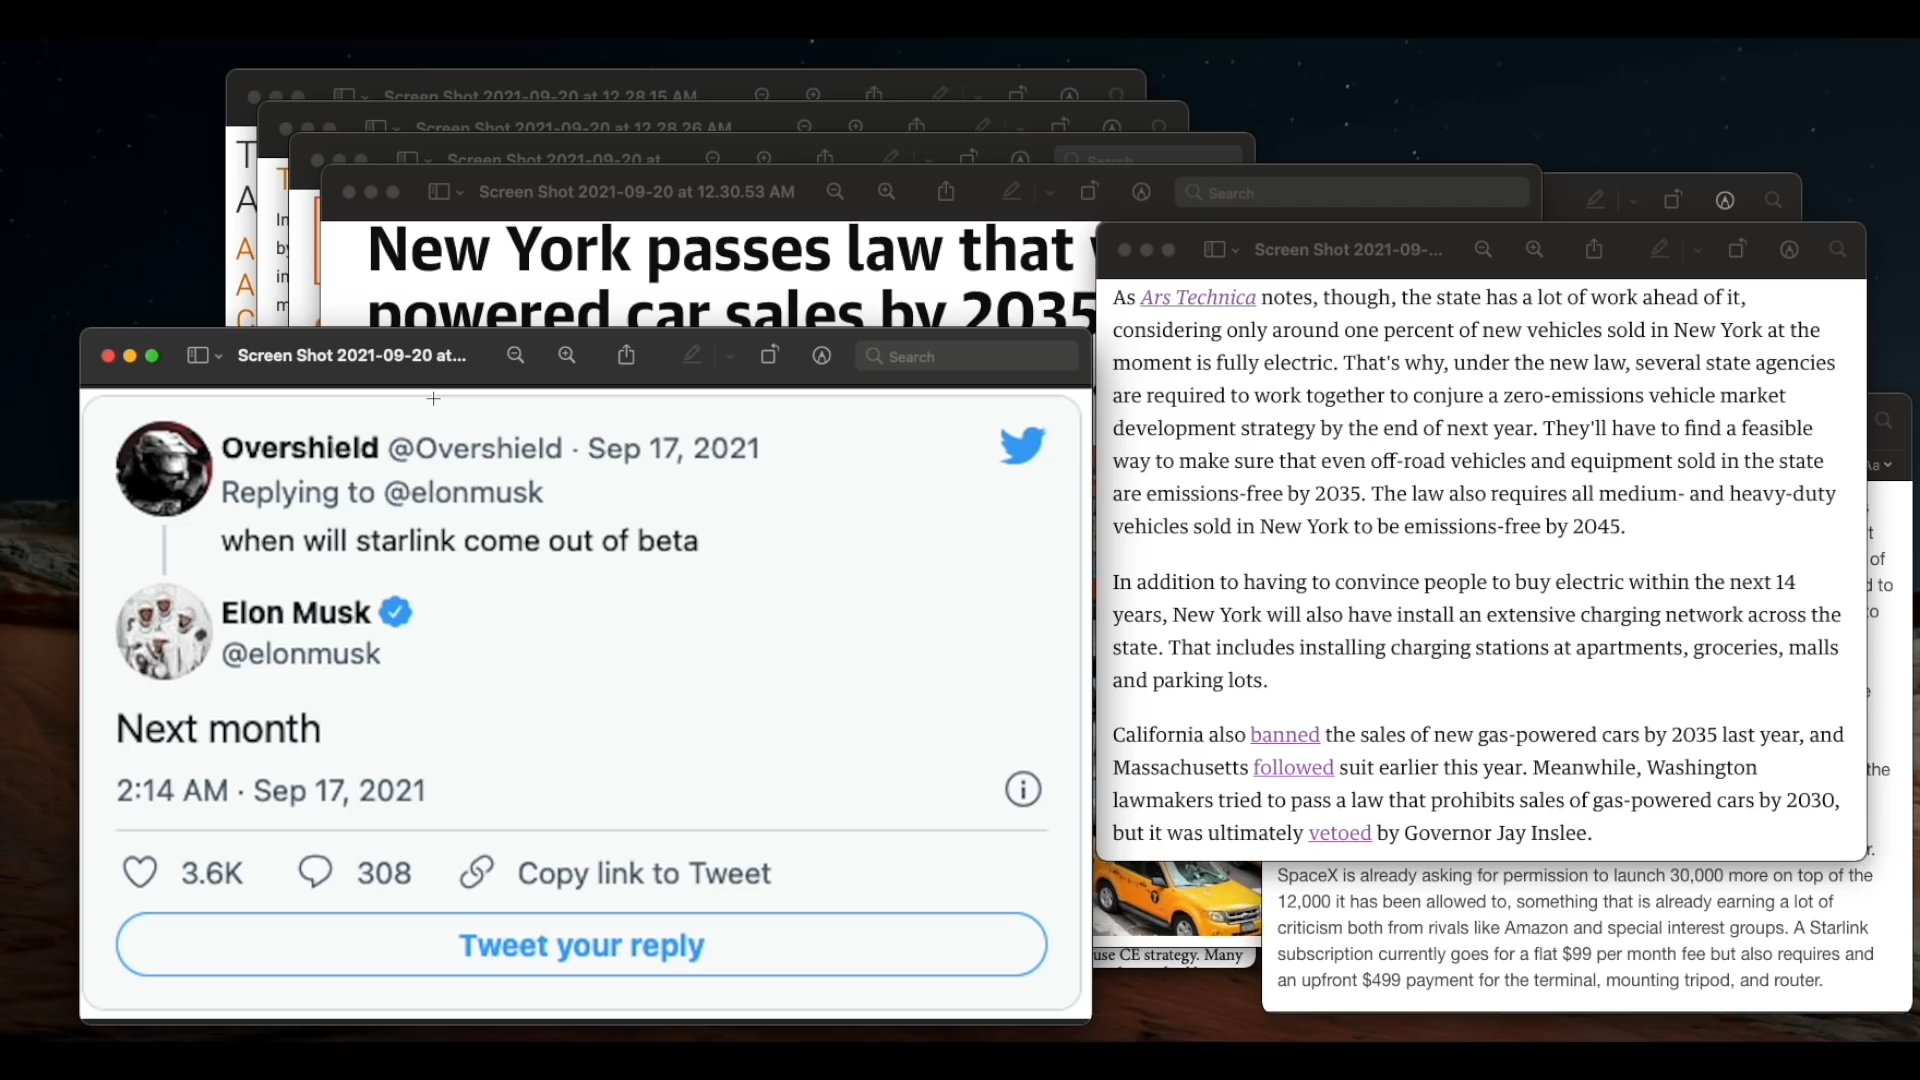 Screen Shot 2021-09-20 at 12.28.15 AM
Screen Shot 2021-09-20 at 12.28.26 AM
Screen Shot 2021-09-20 at
Search
Screen Shot 2021-09-20 at 12.30.53 AM
Search
T
A
A
A
C
T
In
by
in
m
New York passes law that
powered car sales by 2035
Screen Shot 2021-09-20 at...
Search
Overshield @Overshield · Sep 17, 2021
Replying to @elonmusk
when will starlink come out of beta
Elon Musk
@elonmusk
Next month
2:14 AM · Sep 17, 2021
3.6K 308 Copy link to Tweet
Tweet your reply
Screen Shot 2021-09-...
As Ars Technica notes, though, the state has a lot of work ahead of it,
considering only around one percent of new vehicles sold in New York at the
moment is fully electric. That's why, under the new law, several state agencies
are required to work together to conjure a zero-emissions vehicle market
development strategy by the end of next year. They'll have to find a feasible
way to make sure that even off-road vehicles and equipment sold in the state
are emissions-free by 2035. The law also requires all medium- and heavy-duty
vehicles sold in New York to be emissions-free by 2045.
In addition to having to convince people to buy electric within the next 14
years, New York will also have install an extensive charging network across the
state. That includes installing charging stations at apartments, groceries, malls
and parking lots.
California also banned the sales of new gas-powered cars by 2035 last year, and
Massachusetts followed suit earlier this year. Meanwhile, Washington
lawmakers tried to pass a law that prohibits sales of gas-powered cars by 2030,
but it was ultimately vetoed by Governor Jay Inslee.
Aa
of
to
the
use CE strategy. Many
SpaceX is already asking for permission to launch 30,000 more on top of the
12,000 it has been allowed to, something that is already earning a lot of
criticism both from rivals like Amazon and special interest groups. A Starlink
subscription currently goes for a flat $99 per month fee but also requires and
an upfront $499 payment for the terminal, mounting tripod, and router.